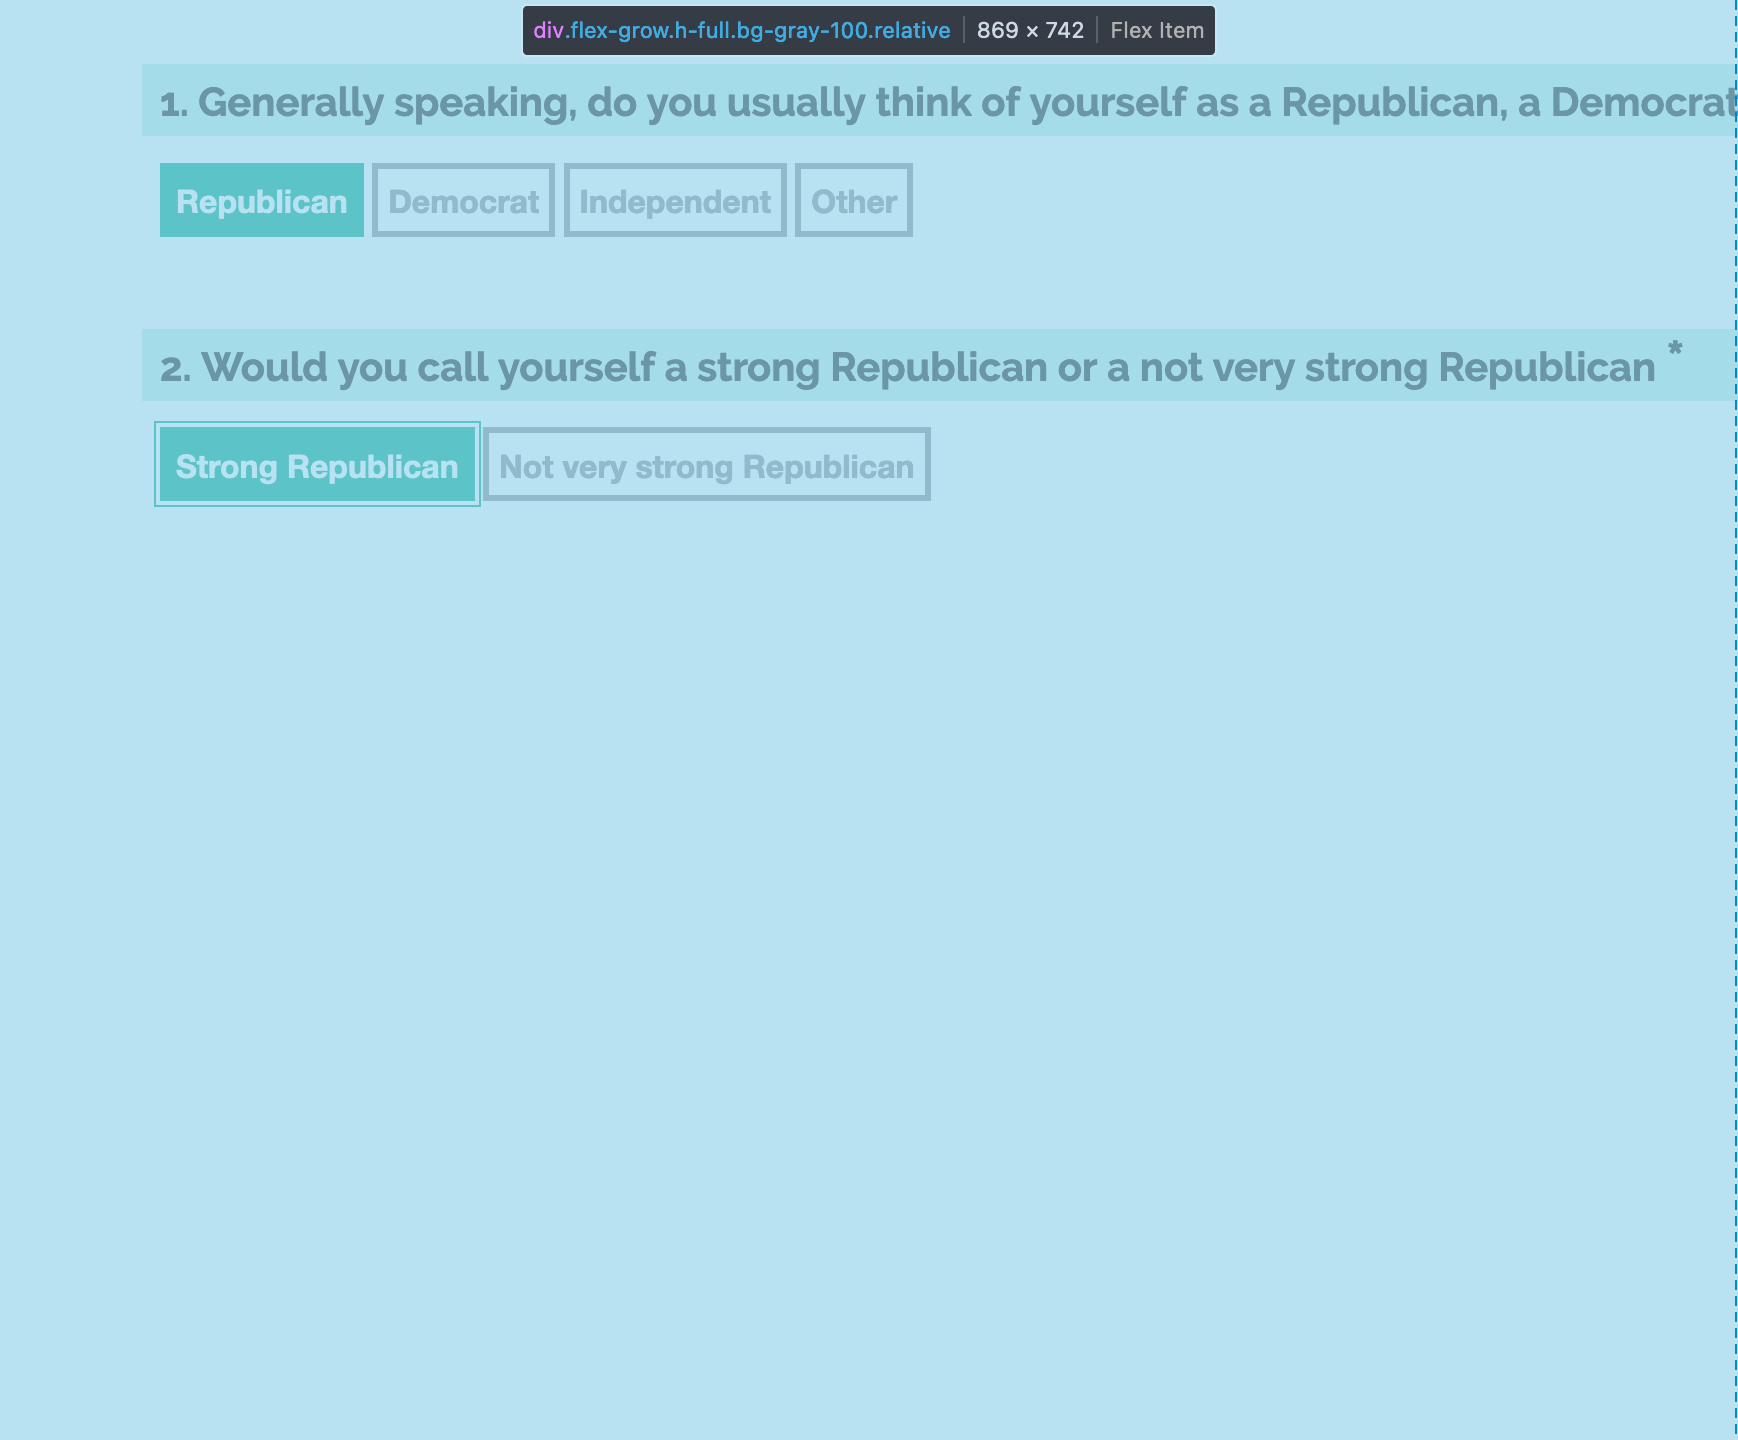 div.flex-grow.h-full.bg-gray-100.relative 869 × 742 Flex Item
1. Generally speaking, do you usually think of yourself as a Republican, a Democrat
Republican Democrat Independent Other
2. Would you call yourself a strong Republican or a not very strong Republican *
Strong Republican Not very strong Republican